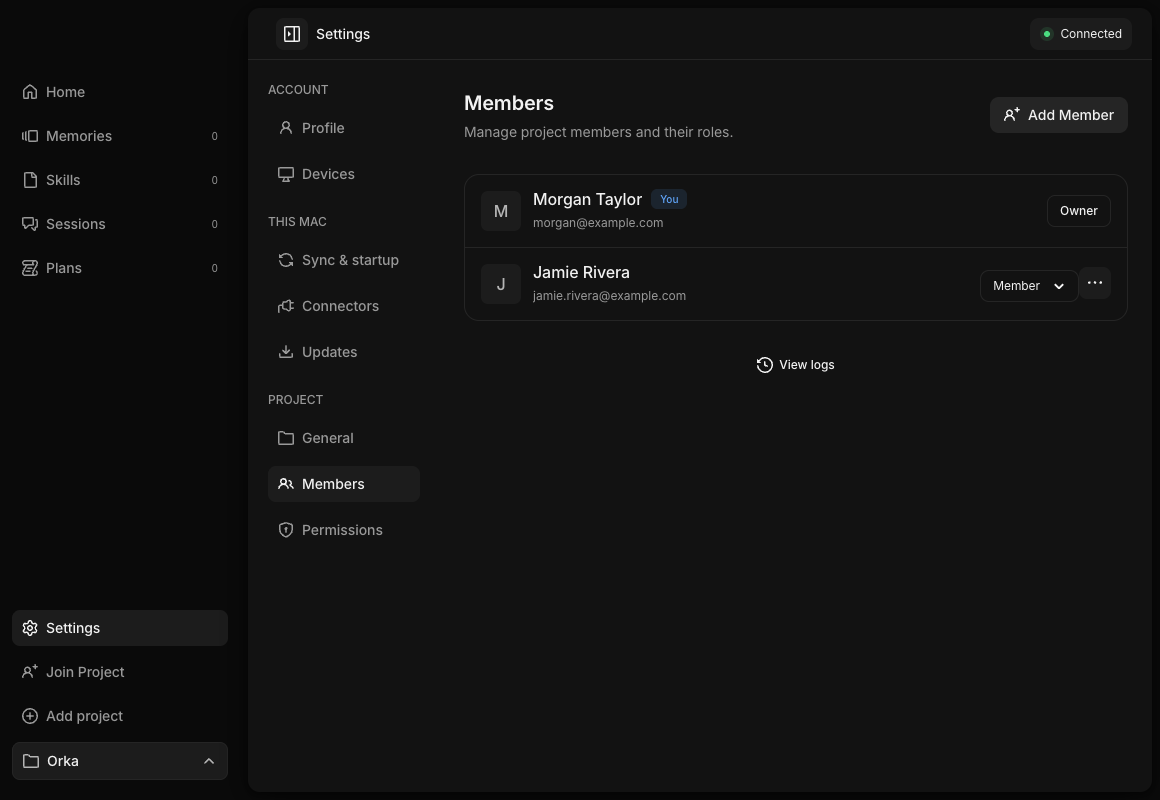 Home
Memories 0
Skills 0
Sessions 0
Plans 0
Settings
Join Project
Add project
Orka
Settings
Connected
ACCOUNT
Profile
Devices
THIS MAC
Sync & startup
Connectors
Updates
PROJECT
General
Members
Permissions
Members
Manage project members and their roles.
Add Member
M
Morgan Taylor You
morgan@example.com
Owner
J
Jamie Rivera
jamie.rivera@example.com
Member
View logs